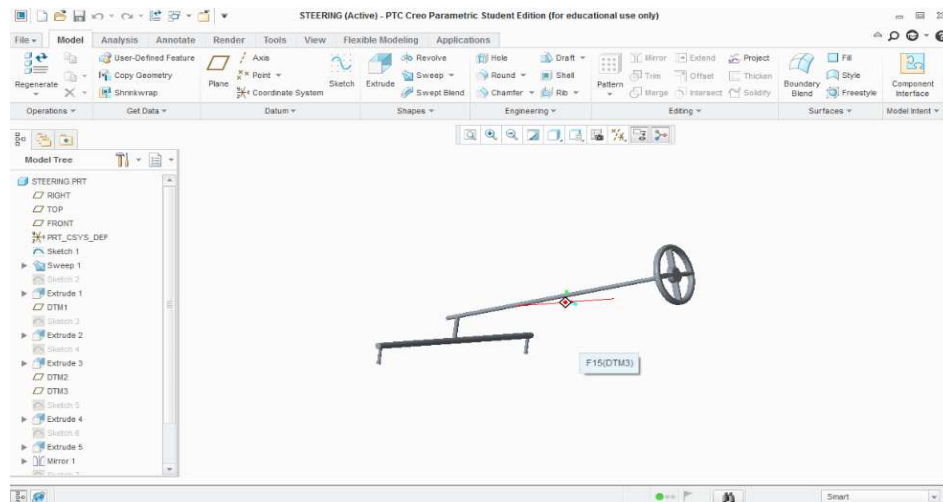 STEERING (Active) - PTC Creo Parametric Student Edition (for educational use only)
File Model Analysis Annotate Render Tools View Flexible Modeling Applications
User-Defined Feature Axis Revolve Hole Draft Mirror Extend Project Fill
Copy Geometry Point Sweep Round Shell Trim Offset Thicken Style
Regenerate Shrinkwrap Plane Coordinate System Sketch Extrude Swept Blend Chamfer Rib Pattern Merge Intersect Solidify Boundary Blend Freestyle Component Interface
Operations Get Data Datum Shapes Engineering Editing Surfaces Model Intent
Model Tree
STEERING.PRT
RIGHT
TOP
FRONT
PRT_CSYS_DEF
Sketch 1
Sweep 1
Sketch 2
Extrude 1
DTM1
Sketch 3
Extrude 2
Sketch 4
Extrude 3
DTM2
DTM3
Sketch 5
Extrude 4
Sketch 6
Extrude 5
Mirror 1
Sketch 7
F15(DTM3)
Smart